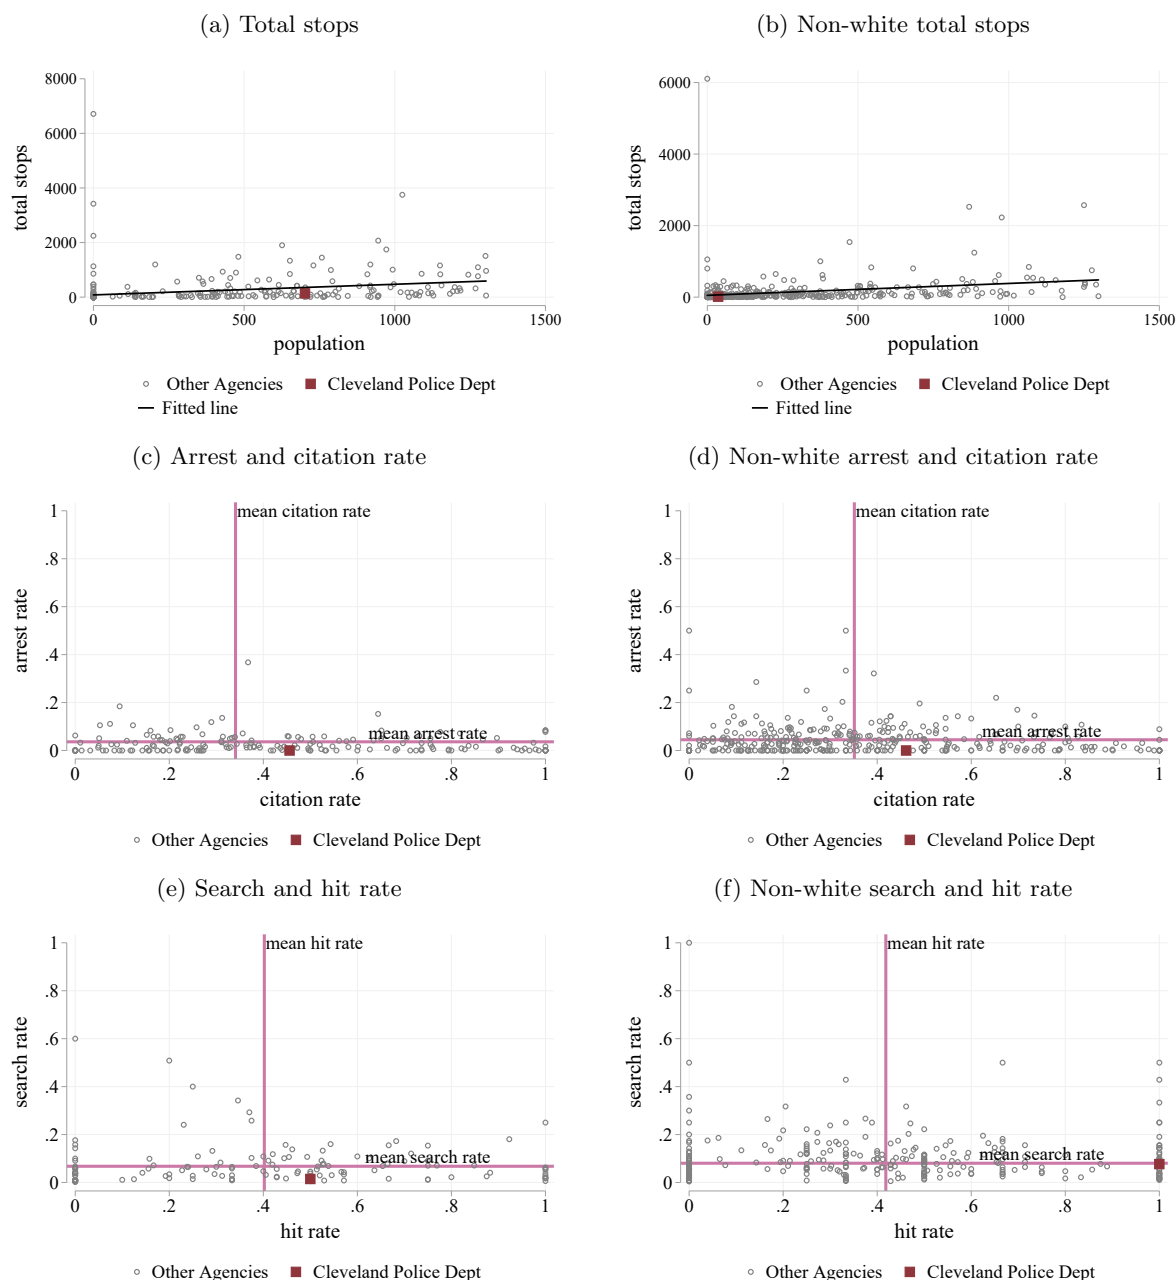 (a) Total stops
8000
6000
4000
2000
0
total stops
0 500 1000 1500
population
Other Agencies Cleveland Police Dept
Fitted line
(b) Non-white total stops
6000
4000
2000
0
total stops
0 500 1000 1500
population
Other Agencies Cleveland Police Dept
Fitted line
(c) Arrest and citation rate
1
.8
.6
.4
.2
0
arrest rate
mean citation rate
mean arrest rate
0 .2 .4 .6 .8 1
citation rate
Other Agencies Cleveland Police Dept
(d) Non-white arrest and citation rate
1
.8
.6
.4
.2
0
arrest rate
mean citation rate
mean arrest rate
0 .2 .4 .6 .8 1
citation rate
Other Agencies Cleveland Police Dept
(e) Search and hit rate
1
.8
.6
.4
.2
0
search rate
mean hit rate
mean search rate
0 .2 .4 .6 .8 1
hit rate
Other Agencies Cleveland Police Dept
(f) Non-white search and hit rate
1
.8
.6
.4
.2
0
search rate
mean hit rate
mean search rate
0 .2 .4 .6 .8 1
hit rate
Other Agencies Cleveland Police Dept